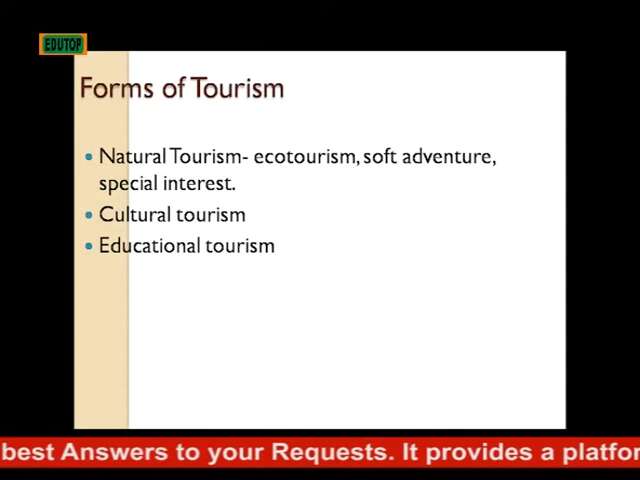 EDUTOP
Forms of Tourism
Natural Tourism- ecotourism, soft adventure,
special interest.
Cultural tourism
Educational tourism
best Answers to your Requests. It provides a platfor